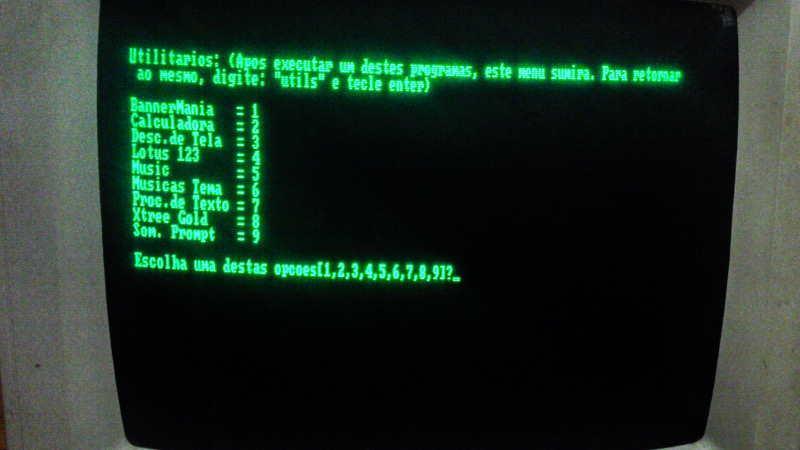 Utilitarios: (Apos executar um destes programas, este menu sumira. Para retornar
ao mesmo, digite: "utils" e tecle enter)
BannerMania = 1
Calculadora = 2
Desc.de Tela = 3
Lotus 123 = 4
Music = 5
Musicas Tema = 6
Proc.de Texto = 7
Xtree Gold = 8
Som. Prompt = 9
Escolha uma destas opcoes[1,2,3,4,5,6,7,8,9]?_